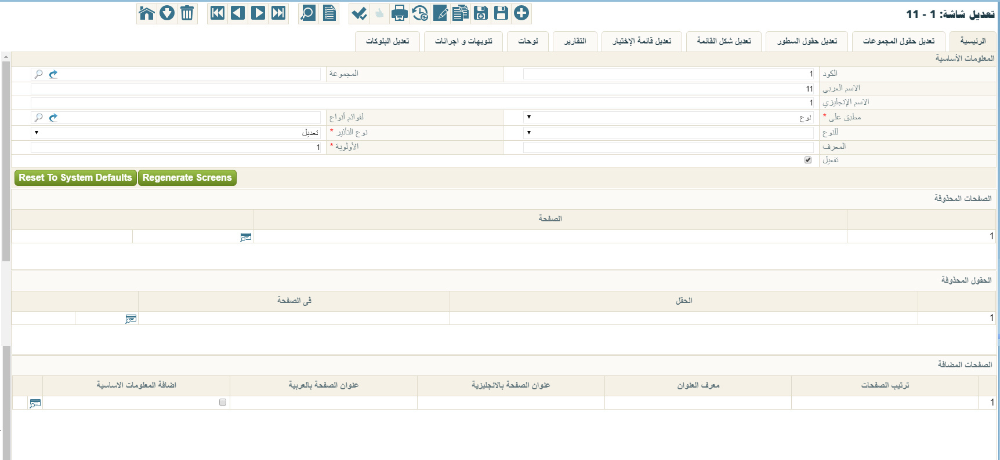 تعديل شاشة: 1 - 11
الرئيسية
تعديل حقول المجموعات
تعديل حقول السطور
تعديل شكل القائمة
تعديل قائمة الإختيار
التقارير
لوحات
تنويهات و اجرانات
تعديل البلوكات
المعلومات الأساسية
الكود 1 المجموعة
الاسم العربي 11
الاسم الإنجليزي 1
مطبق على * نوع لقوائم أنواع
للنوع نوع التأثير * تعديل
المعرف الأولوية * 1
تفعيل
Reset To System Defaults Regenerate Screens
الصفحات المحذوفة
الصفحة
1
الحقول المحذوفة
الحقل في الصفحة
1
الصفحات المضافة
ترتيب الصفحات معرف العنوان عنوان الصفحة بالانجليزية عنوان الصفحة بالعربية اضافة المعلومات الاساسية
1